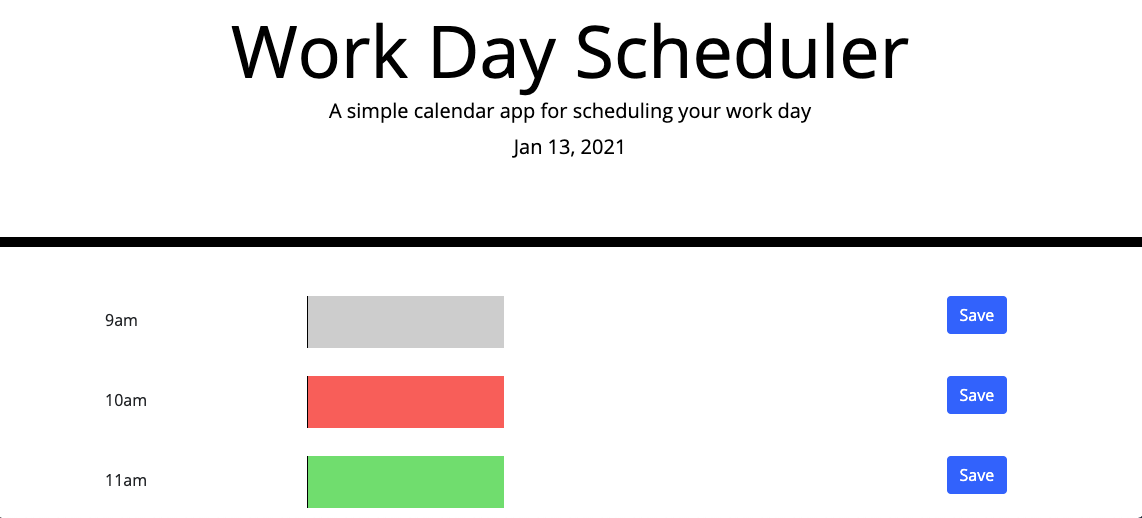 Work Day Scheduler
A simple calendar app for scheduling your work day
Jan 13, 2021
9am Save
10am Save
11am Save